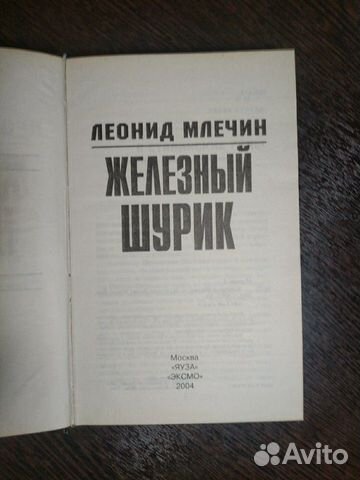 ЛЕОНИД МЛЕЧИН
ЖЕЛЕЗНЫЙ
ШУРИК
Москва
«ЯУЗА»
«ЭКСМО»
2004
Avito